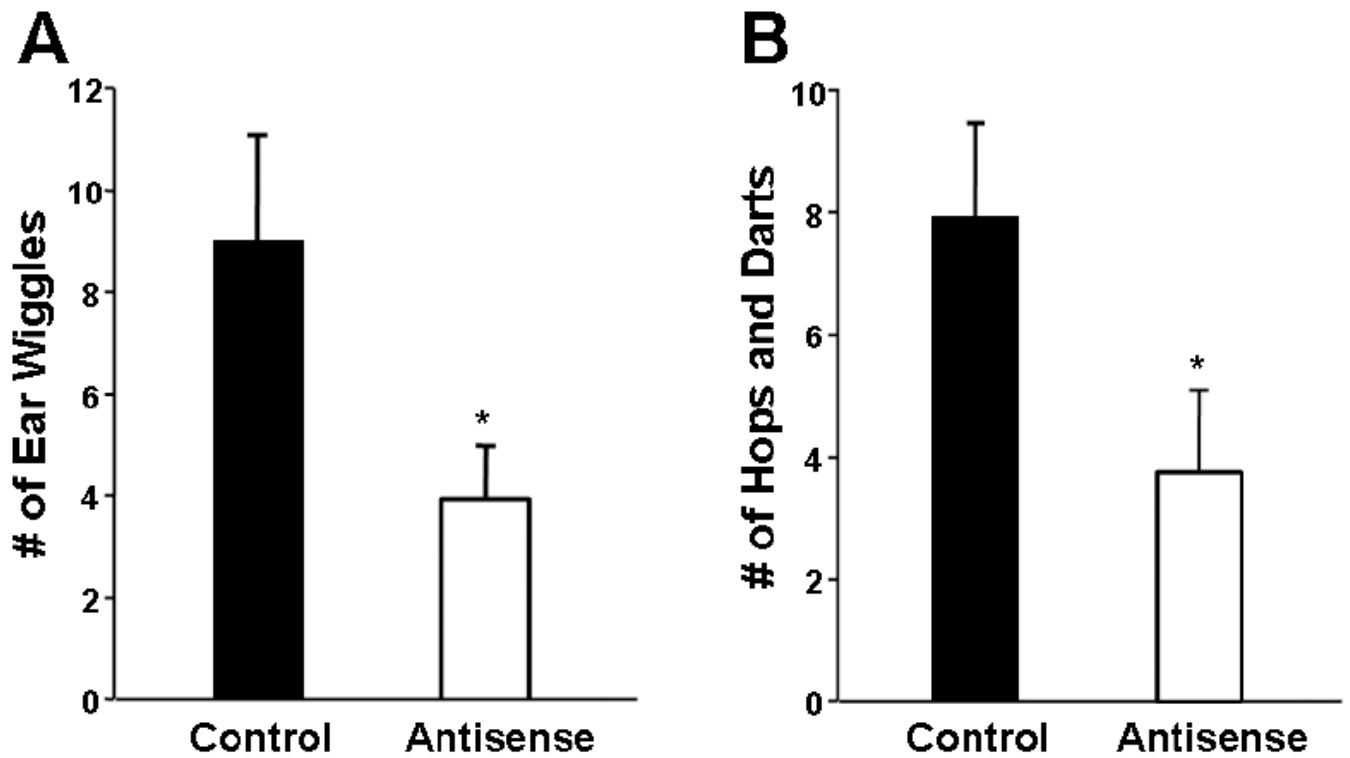 A
# of Ear Wiggles
12
10
8
6
4
2
0
*
Control Antisense
B
# of Hops and Darts
10
8
6
4
2
0
*
Control Antisense